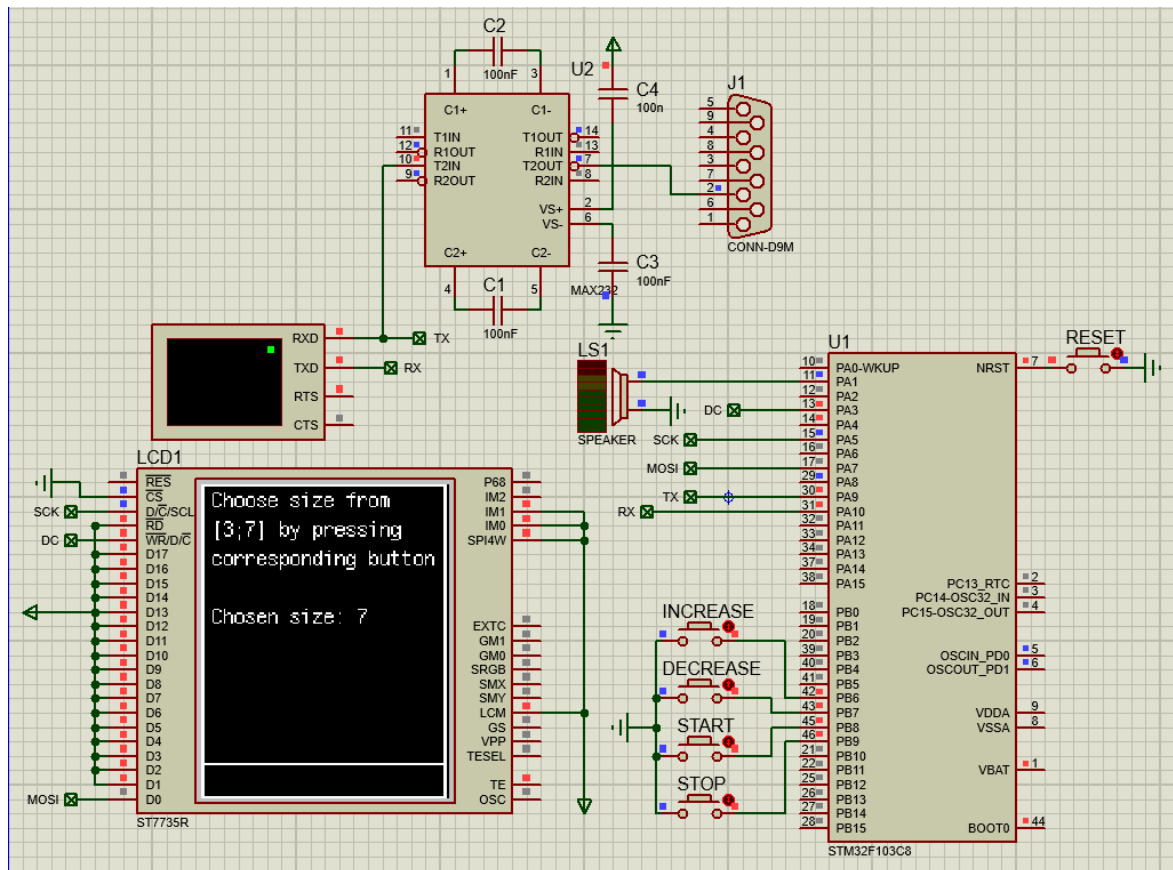 C2
100nF
1
3
U2
C4
100n
J1
C1+
C1-
11 T1IN
T1OUT 14
12 R1OUT
R1IN 13
10 T2IN
T2OUT 7
9 R2OUT
R2IN 8
VS+ 2
VS- 6
C2+
C2-
4
5
C1
100nF
MAX232
C3
100nF
5
9
4
8
3
7
2
6
1
CONN-D9M
RXD
TX
TXD
RX
RTS
CTS
LS1
SPEAKER
DC
SCK
MOSI
TX
RX
U1
RESET
10 PA0-WKUP
NRST 7
11 PA1
12 PA2
13 PA3
14 PA4
15 PA5
16 PA6
17 PA7
29 PA8
30 PA9
31 PA10
32 PA11
33 PA12
34 PA13
37 PA14
38 PA15
PC13_RTC 2
PC14-OSC32_IN 3
PC15-OSC32_OUT 4
18 PB0
19 PB1
20 PB2
39 PB3
40 PB4
41 PB5
42 PB6
43 PB7
45 PB8
46 PB9
21 PB10
22 PB11
25 PB12
26 PB13
27 PB14
28 PB15
OSCIN_PD0 5
OSCOUT_PD1 6
VDDA 9
VSSA 8
VBAT 1
BOOT0 44
STM32F103C8
INCREASE
DECREASE
START
STOP
LCD1
RES
CS
SCK
D/C/SCL
RD
DC
WR/D/C
D17
D16
D15
D14
D13
D12
D11
D10
D9
D8
D7
D6
D5
D4
D3
D2
D1
MOSI
D0
ST7735R
Choose size from
[3;7] by pressing
corresponding button
Chosen size: 7
P68
IM2
IM1
IM0
SPI4W
EXTC
GM1
GM0
SRGB
SMX
SMY
LCM
GS
VPP
TESEL
TE
OSC